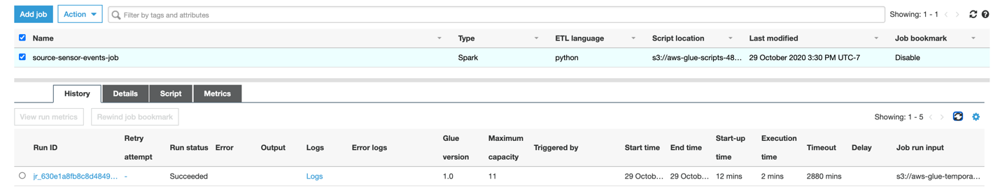 Add job Action Filter by tags and attributes Showing: 1 - 1
Name Type ETL language Script location Last modified Job bookmark
source-sensor-events-job Spark python s3://aws-glue-scripts-48... 29 October 2020 3:30 PM UTC-7 Disable
History Details Script Metrics
View run metrics Rewind job bookmark Showing: 1 - 5
Run ID Retry attempt Run status Error Output Logs Error logs Glue version Maximum capacity Triggered by Start time End time Start-up time Execution time Timeout Delay Job run input
jr_630e1a8fb8c8d4849... - Succeeded Logs 1.0 11 29 Octob... 29 Octob... 12 mins 2 mins 2880 mins s3://aws-glue-tempora...